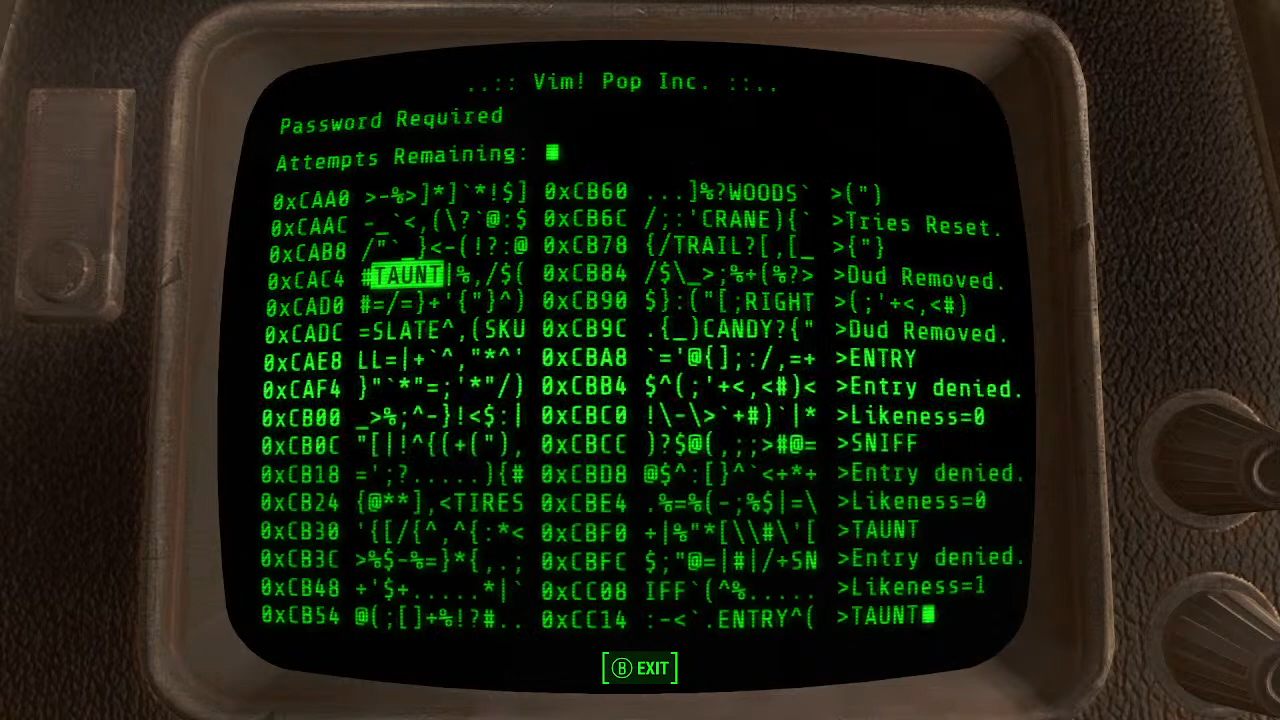 ..:: Vim! Pop Inc. ::..
Password Required
Attempts Remaining: ■
0xCAA0 >-%>]*]`*!$] 0xCB60 ...]%?WOODS` >(")
0xCAAC -_`<,(\?`@:$ 0xCB6C /;:'CRANE){` >Tries Reset.
0xCAB8 /"`_}<-(!?:@ 0xCB78 {/TRAIL?[,[_ >{"}
0xCAC4 #TAUNT|%,/$( 0xCB84 /$\_>;%+(%?> >Dud Removed.
0xCAD0 #=/=}+'{"}^) 0xCB90 $}:("[;RIGHT >(;'+<,<#)
0xCADC =SLATE^,(SKU 0xCB9C .{_)CANDY?{" >Dud Removed.
0xCAE8 LL=|+`^,"*^' 0xCBA8 `='@{];:/,=+ >ENTRY
0xCAF4 }"`*"=;'*"/) 0xCBB4 $^(;'+<,<#)< >Entry denied.
0xCB00 _>%;^-}!<$:| 0xCBC0 !\-\>`+#)`|* >Likeness=0
0xCB0C "[|!^{(+("), 0xCBCC )?$@(,;;>#@= >SNIFF
0xCB18 =';?.....){# 0xCBD8 @$^:[}^`<+*+ >Entry denied.
0xCB24 {@**],<TIRES 0xCBE4 .%=%(-;%$|=\ >Likeness=0
0xCB30 '{[/{^,^{:*< 0xCBF0 +|%"*[\\#\'[ >TAUNT
0xCB3C >%$-%=}*{,.; 0xCBFC $;"@=|#|/+SN >Entry denied.
0xCB48 +'$+.....*|` 0xCC08 IFF`(^%..... >Likeness=1
0xCB54 @(;[]+%!?#.. 0xCC14 :-<`.ENTRY^( >TAUNT■
[Ⓑ EXIT]